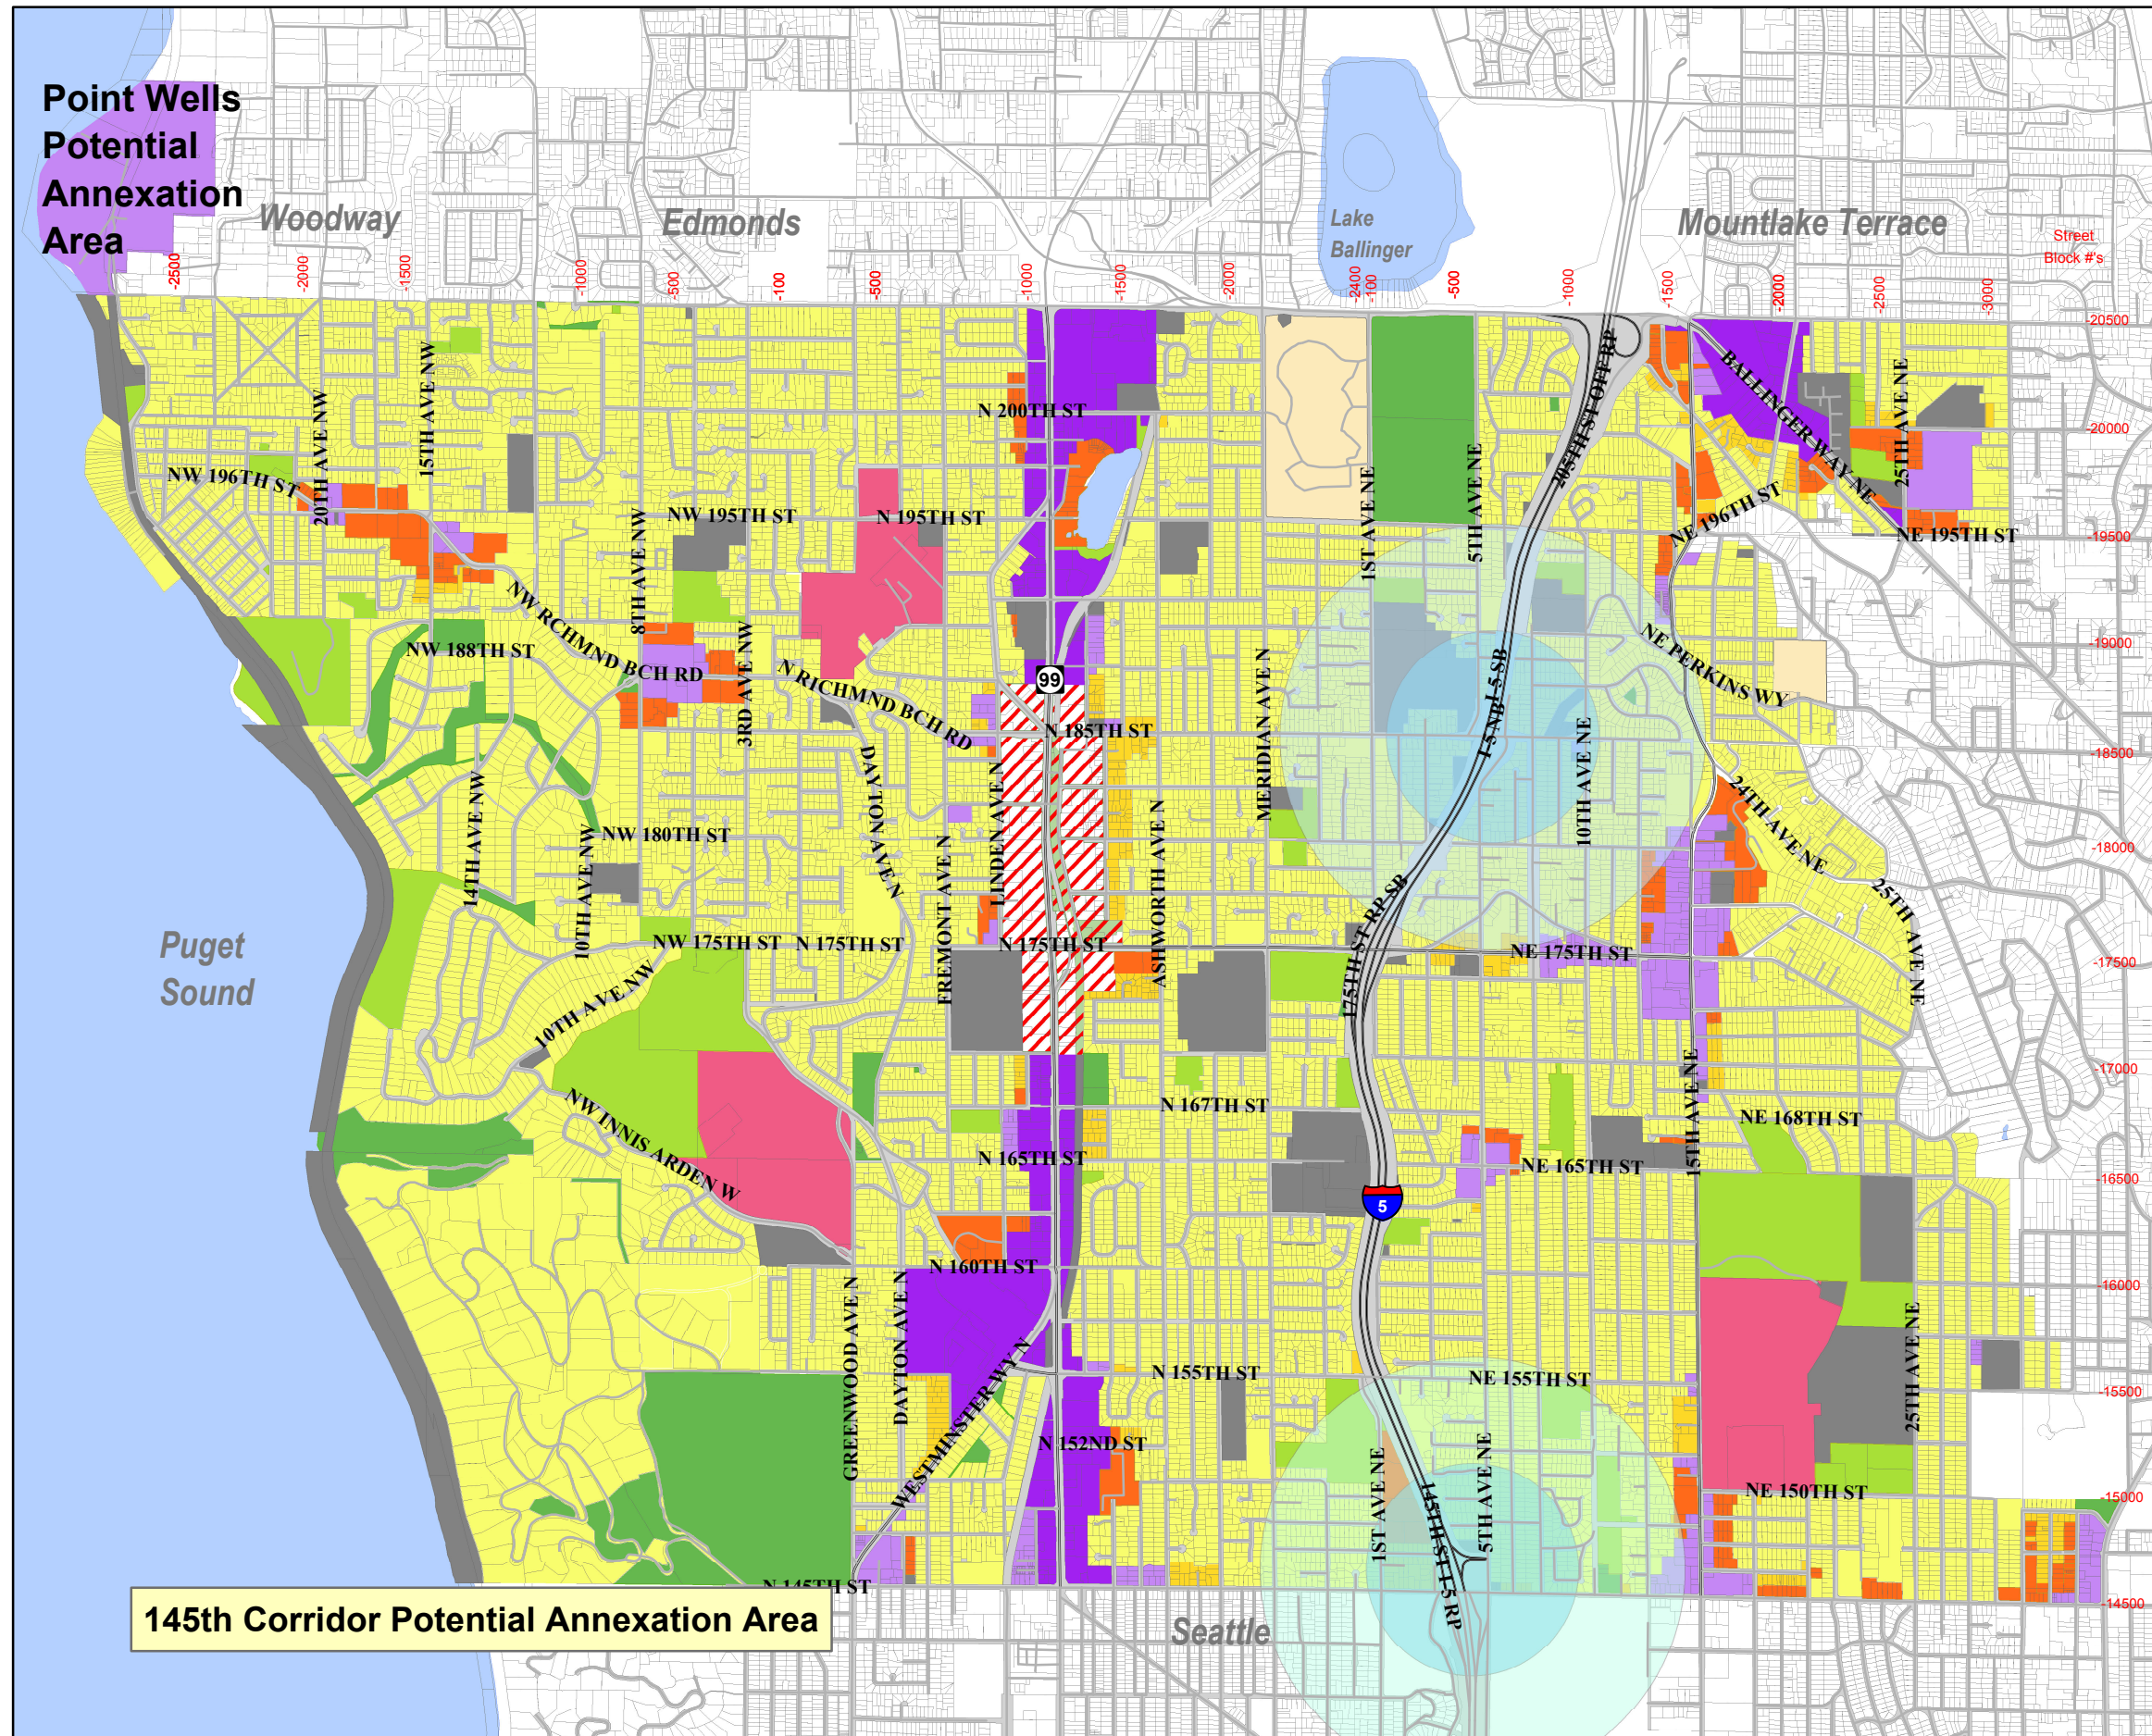 Point Wells
Potential
Annexation
Area
Woodway
Edmonds
Lake
Ballinger
Mountlake Terrace
Street
Block #'s
-2500
-2000
-1500
-1000
-500
-100
-500
-1000
-1500
-2000
-2400
-100
-500
-1000
-1500
-2000
-2500
-3000
-20500
-20000
-19500
-19000
-18500
-18000
-17500
-17000
-16500
-16000
-15500
-15000
-14500
205TH ST OFF RP
BALLINGER WAY NE
25TH AVE NE
N 200TH ST
15TH AVE NW
20TH AVE NW
NW 196TH ST
NW 195TH ST
N 195TH ST
1ST AVE NE
5TH AVE NE
NE 196TH ST
NE 195TH ST
8TH AVE NW
NW RCHMND BCH RD
NW 188TH ST
3RD AVE NW
N RICHMND BCH RD
99
N 185TH ST
MERIDIAN AVE N
I-5 NB I-5 SB
NE PERKINS WY
10TH AVE NE
24TH AVE NE
25TH AVE NE
DAYTON AVE N
LINDEN AVE N
14TH AVE NW
NW 180TH ST
10TH AVE NW
FREMONT AVE N
ASHWORTH AVE N
175TH ST RP SB
Puget
Sound
NW 175TH ST
N 175TH ST
N 175TH ST
NE 175TH ST
10TH AVE NW
NW INNIS ARDEN W
N 167TH ST
15TH AVE NE
NE 168TH ST
N 165TH ST
NE 165TH ST
5
N 160TH ST
GREENWOOD AVE N
DAYTON AVE N
WESTMINSTER WY N
N 155TH ST
NE 155TH ST
25TH AVE NE
N 152ND ST
1ST AVE NE
145TH ST I-5 RP
5TH AVE NE
NE 150TH ST
N 145TH ST
145th Corridor Potential Annexation Area
Seattle